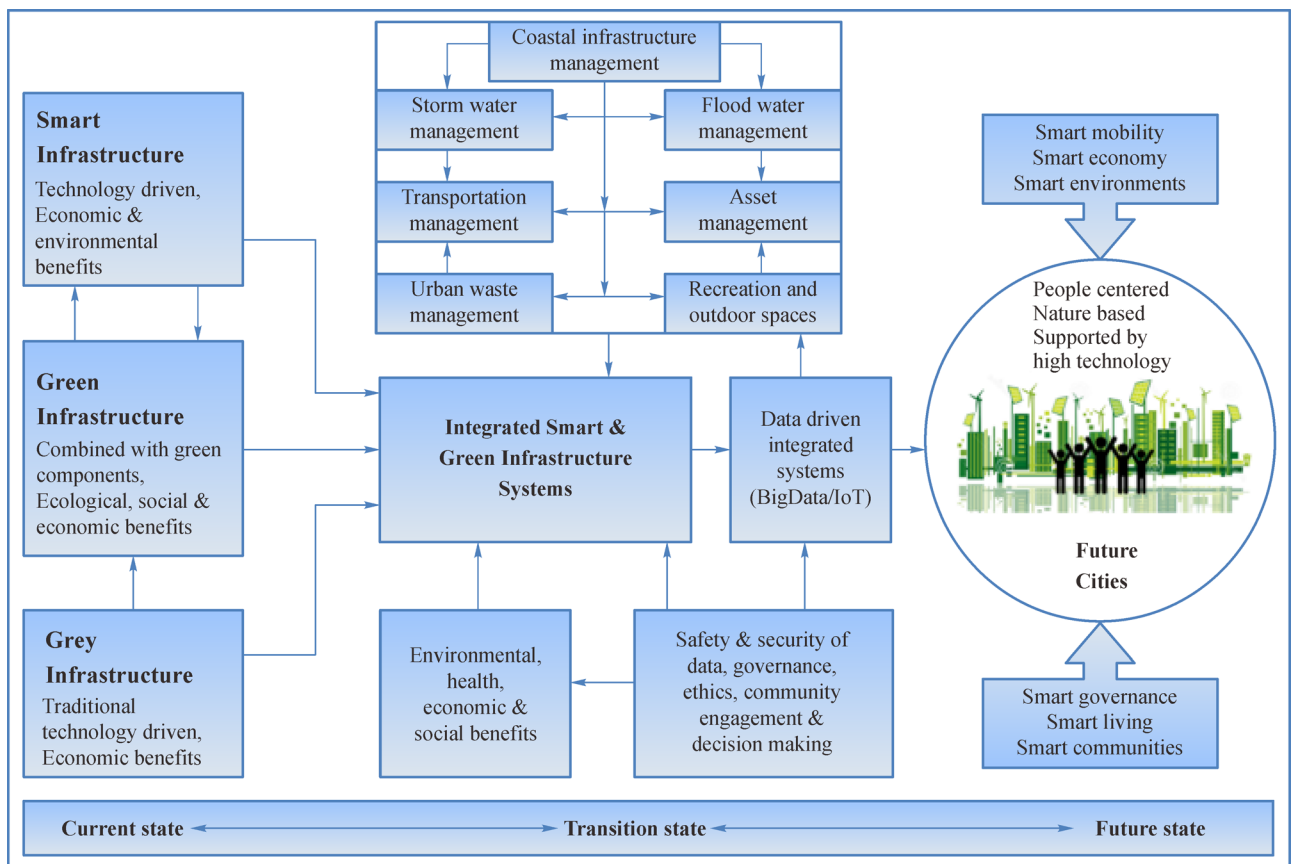 Coastal infrastructure
management
Storm water
management
Flood water
management
Transportation
management
Asset
management
Urban waste
management
Recreation and
outdoor spaces
Smart
Infrastructure
Technology driven,
Economic &
environmental
benefits
Green
Infrastructure
Combined with green
components,
Ecological, social &
economic benefits
Grey
Infrastructure
Traditional
technology driven,
Economic benefits
Integrated Smart &
Green Infrastructure
Systems
Data driven
integrated
systems
(BigData/IoT)
Environmental,
health,
economic &
social benefits
Safety & security of
data, governance,
ethics, community
engagement &
decision making
Smart mobility
Smart economy
Smart environments
People centered
Nature based
Supported by
high technology
Future
Cities
Smart governance
Smart living
Smart communities
Current state
Transition state
Future state